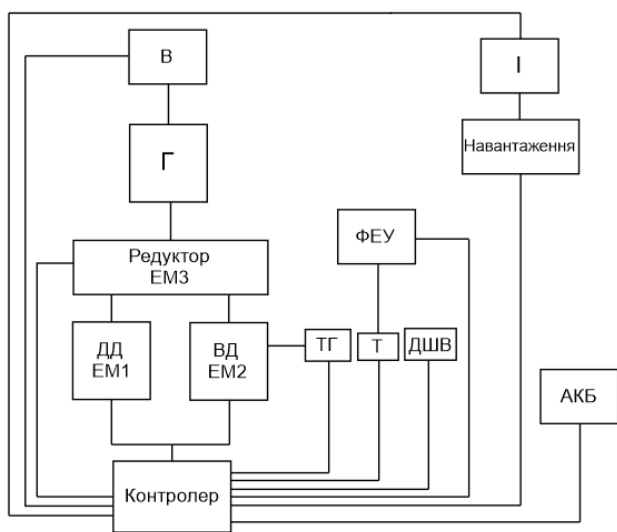 В
І
Г
Навантаження
ФЕУ
Редуктор
ЕМ3
ДД
ЕМ1
ВД
ЕМ2
ТГ
Т
ДШВ
АКБ
Контролер